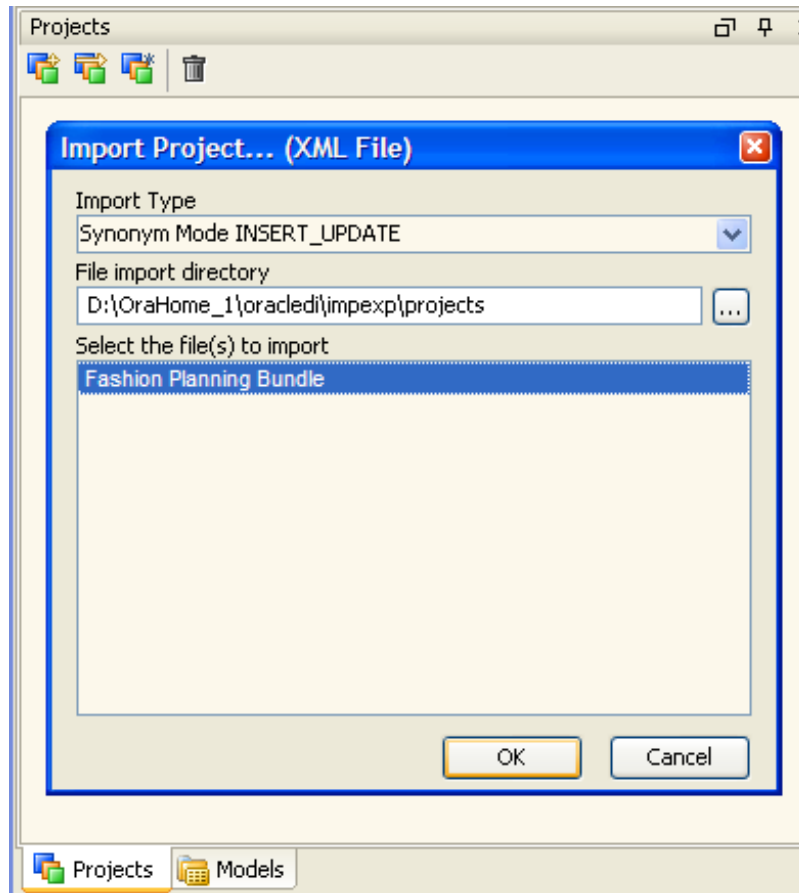 Projects
Import Project... (XML File)
Import Type
Synonym Mode INSERT_UPDATE
File import directory
D:\OraHome_1\oracledi\impexp\projects
...
Select the file(s) to import
Fashion Planning Bundle
OK Cancel
Projects Models